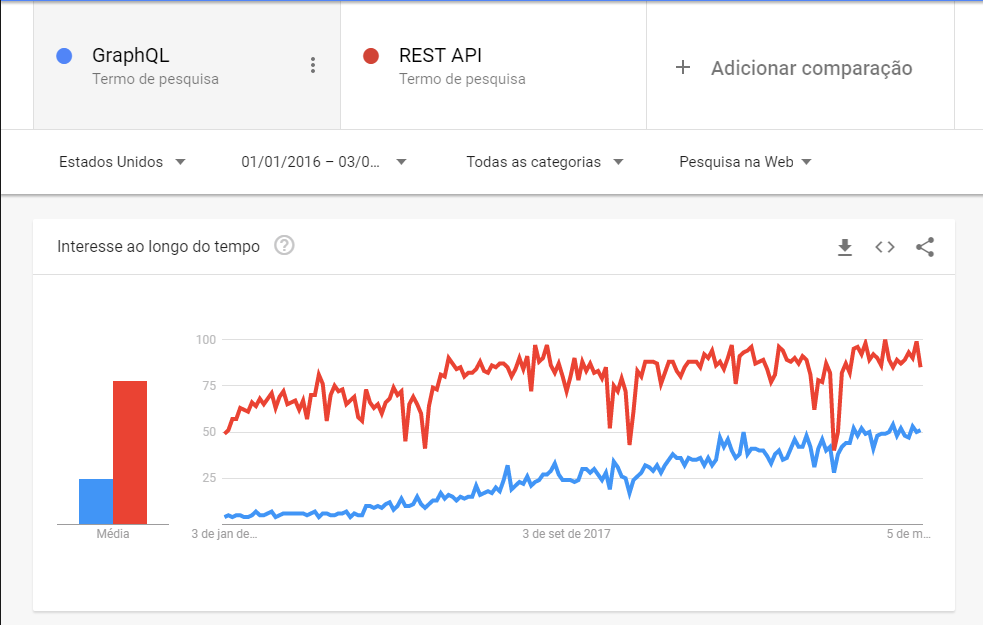 GraphQL
Termo de pesquisa
REST API
Termo de pesquisa
+ Adicionar comparação
Estados Unidos
01/01/2016 – 03/0...
Todas as categorias
Pesquisa na Web
Interesse ao longo do tempo ?
100
75
50
25
Média
3 de jan de...
3 de set de 2017
5 de m...